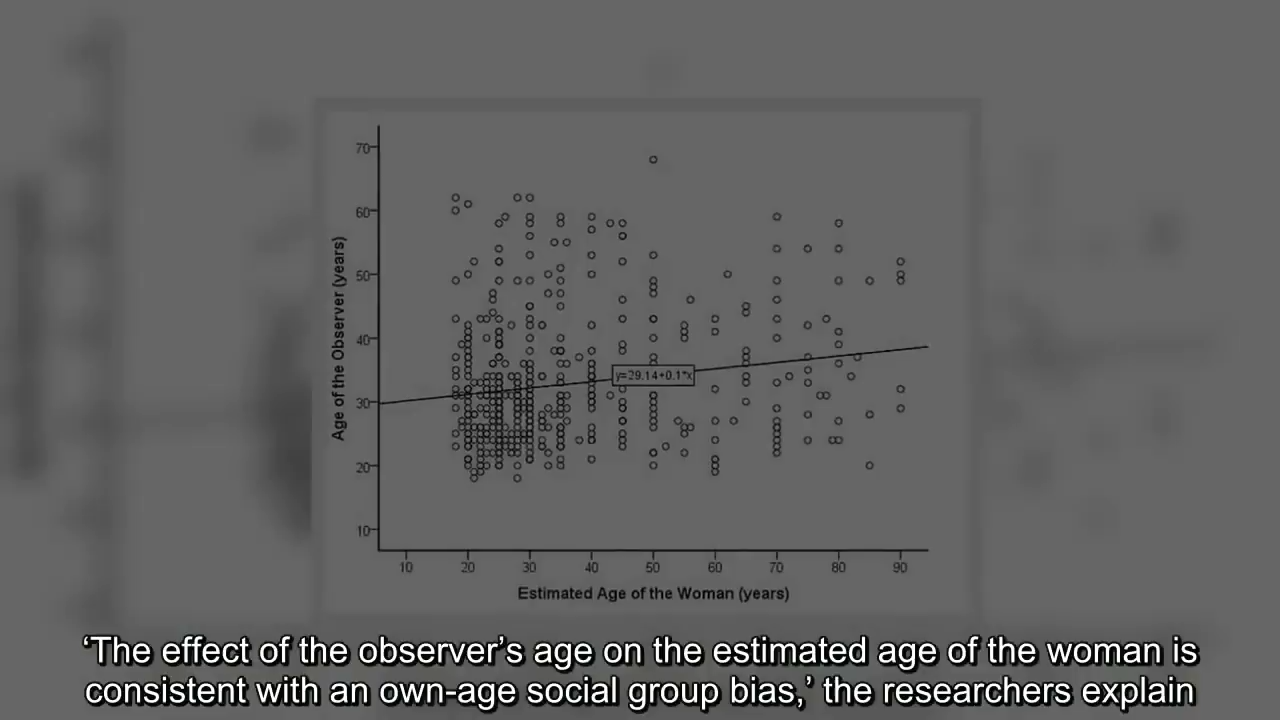 70
60
50
40
30
20
10
Age of the Observer (years)
y=29.14+0.1*x
10 20 30 40 50 60 70 80 90
Estimated Age of the Woman (years)
‘The effect of the observer’s age on the estimated age of the woman is
consistent with an own-age social group bias,’ the researchers explain